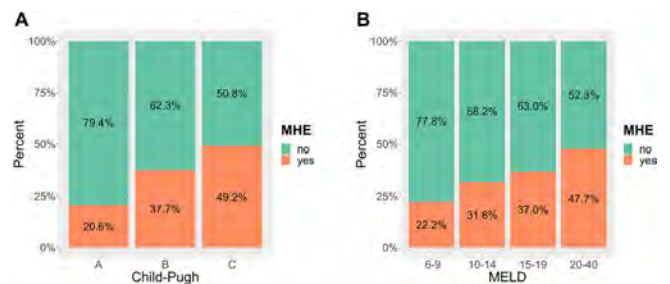 A
100%
75%
50%
25%
0%
Percent
79.4%
62.3%
50.8%
20.6%
37.7%
49.2%
A B C
Child-Pugh
MHE
no
yes
B
100%
75%
50%
25%
0%
Percent
77.8%
68.2%
63.0%
52.3%
22.2%
31.8%
37.0%
47.7%
6-9 10-14 15-19 20-40
MELD
MHE
no
yes